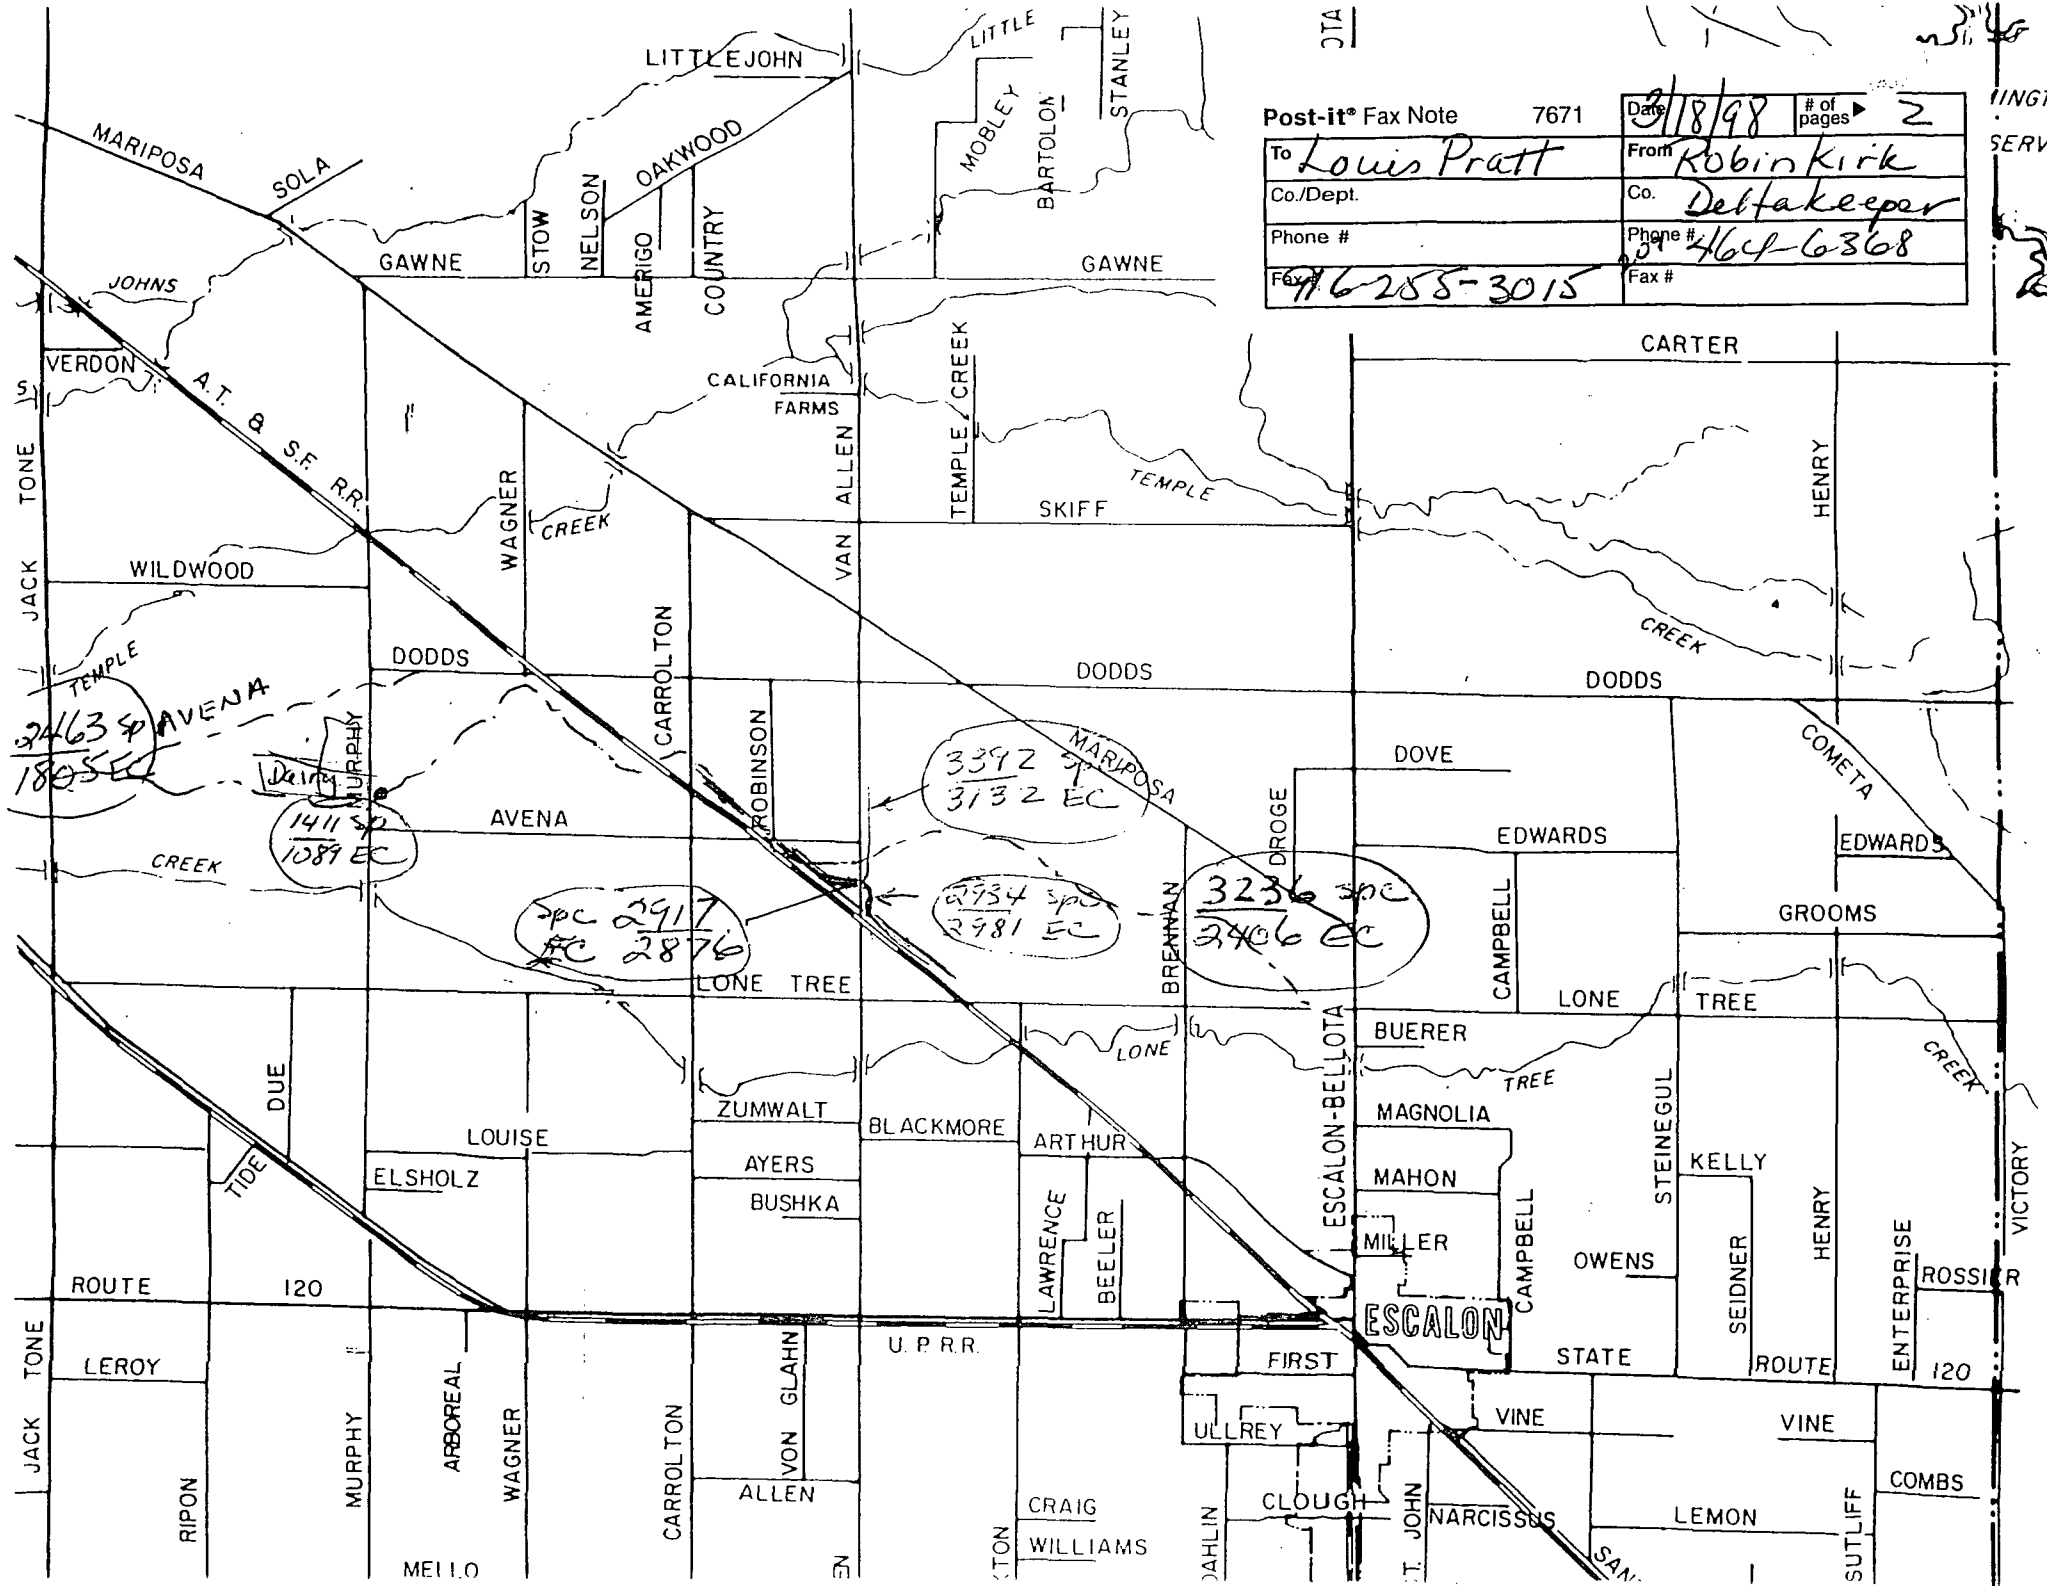 LITTLEJOHN
LITTLE
STANLEY
MARIPOSA
SOLA
OAKWOOD
MOBLEY
BARTOLON
Post-it® Fax Note 7671
Date 3/18/98
# of pages ▶ 2
To Louis Pratt
From Robin Kirk
Co./Dept.
Co. Deltakeeper
Phone #
Phone # 209 464-6368
Fax # 916-255-3015
Fax #
STOW
NELSON
AMERIGO
COUNTRY
GAWNE
GAWNE
JOHNS
VERDON
A.T. & S.F. R.R.
CALIFORNIA
FARMS
TEMPLE CREEK
CARTER
JACK TONE
WAGNER
CREEK
VAN ALLEN
TEMPLE
SKIFF
HENRY
WILDWOOD
CREEK
TEMPLE
DODDS
CARROLTON
DODDS
DODDS
AVENA
2463 sp
1805 EC
MURPHY
Dairy
ROBINSON
3392 sp
3132 EC
MARIPOSA
DOVE
COMETA
1411 sp
1089 EC
AVENA
DROGE
EDWARDS
EDWARDS
CREEK
spc 2917
EC 2876
2934 spc
2981 EC
BRENNAN
3236 spc
2406 EC
CAMPBELL
GROOMS
LONE TREE
LONE TREE
ESCALON-BELLOTA
BUERER
LONE
TREE
CREEK
DUE
ZUMWALT
BLACKMORE
ARTHUR
MAGNOLIA
STEINEGUL
LOUISE
TIDE
ELSHOLZ
AYERS
BUSHKA
LAWRENCE
BEELER
MAHON
KELLY
VICTORY
MILLER
CAMPBELL
OWENS
SEIDNER
HENRY
ENTERPRISE
ROSSIER
ROUTE 120
ESCALON
U.P.R.R.
FIRST
STATE ROUTE 120
JACK TONE
LEROY
ARBOREAL
VON GLAHN
RIPON
MURPHY
WAGNER
CARROLTON
ULLREY
VINE
VINE
ALLEN
CRAIG
WILLIAMS
CLOUGH
NARCISSUS
LEMON
COMBS
SUTLIFF
MELLO